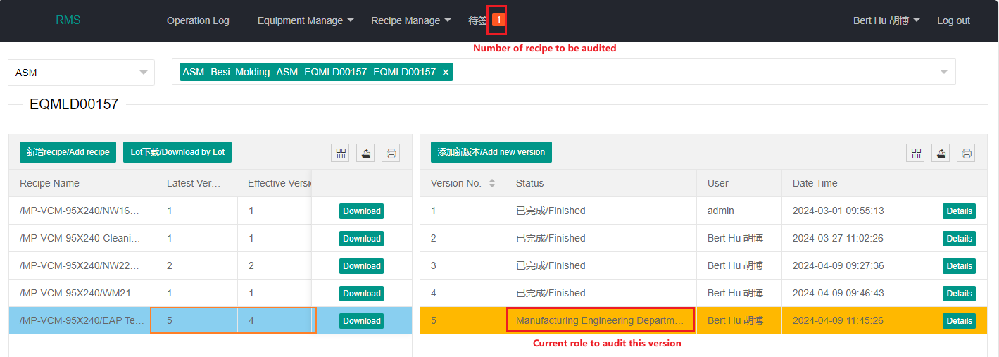 RMS Operation Log Equipment Manage Recipe Manage 待签 1 Bert Hu 胡博 Log out
Number of recipe to be audited
ASM ASM--Besi_Molding--ASM--EQMLD00157--EQMLD00157 ×
EQMLD00157
新增recipe/Add recipe Lot下载/Download by Lot 添加新版本/Add new version
Recipe Name Latest Ver... Effective Versi Version No. Status User Date Time
/MP-VCM-95X240/NW16... 1 1 Download 1 已完成/Finished admin 2024-03-01 09:55:13 Details
/MP-VCM-95X240-Cleani... 1 1 Download 2 已完成/Finished Bert Hu 胡博 2024-03-27 11:02:26 Details
/MP-VCM-95X240/NW22... 2 2 Download 3 已完成/Finished Bert Hu 胡博 2024-04-09 09:27:36 Details
/MP-VCM-95X240/WM21... 1 1 Download 4 已完成/Finished Bert Hu 胡博 2024-04-09 09:46:43 Details
/MP-VCM-95X240/EAP Te... 5 4 Download 5 Manufacturing Engineering Departm... Bert Hu 胡博 2024-04-09 11:45:26 Details
Current role to audit this version